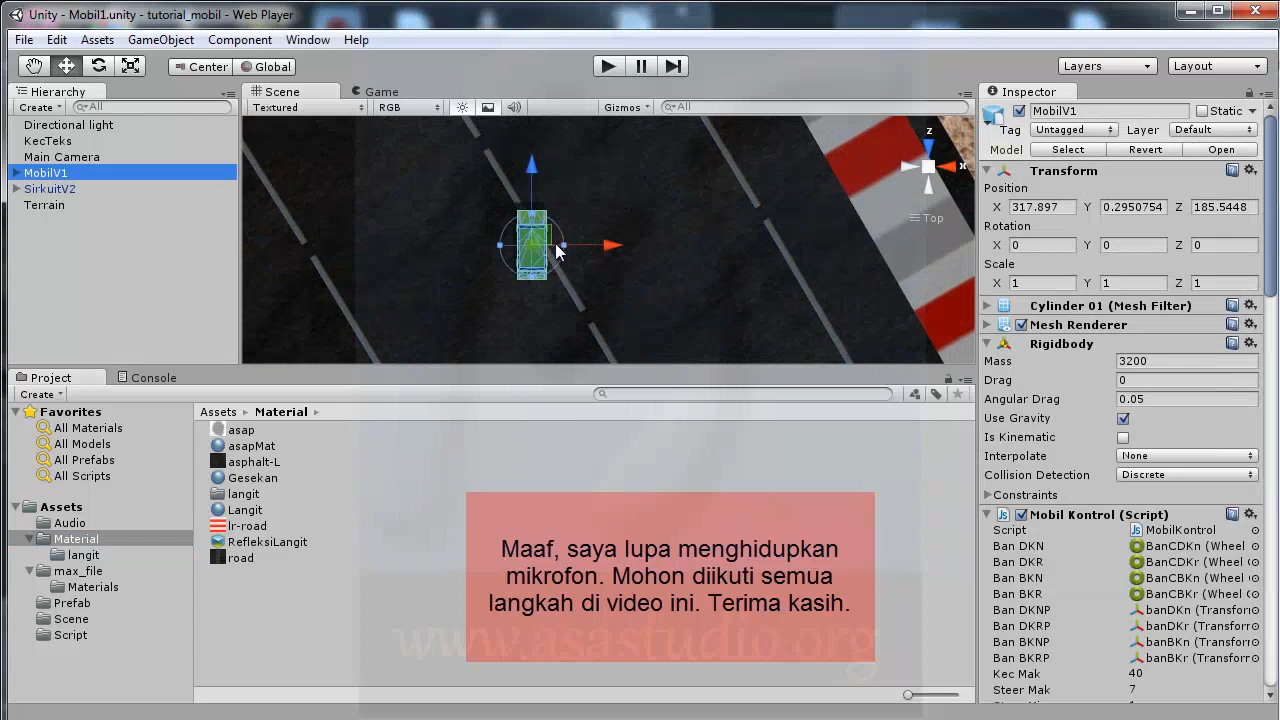 Unity - Mobil1.unity - tutorial_mobil - Web Player
File Edit Assets GameObject Component Window Help
Center Global Layers Layout
Hierarchy
Create All
Directional light
KecTeks
Main Camera
MobilV1
SirkuitV2
Terrain
Scene Game
Textured RGB Gizmos All
z
x
Top
Inspector
MobilV1 Static
Tag Untagged Layer Default
Model Select Revert Open
Transform
Position
X 317.897 Y 0.2950754 Z 185.5448
Rotation
X 0 Y 0 Z 0
Scale
X 1 Y 1 Z 1
Cylinder 01 (Mesh Filter)
Mesh Renderer
Rigidbody
Mass 3200
Drag 0
Angular Drag 0.05
Use Gravity
Is Kinematic
Interpolate None
Collision Detection Discrete
Constraints
Mobil Kontrol (Script)
Script MobilKontrol
Ban DKN BanCDKn (Wheel
Ban DKR BanCDKr (Wheel
Ban BKN BanCBKn (Wheel
Ban BKR BanCBKr (Wheel
Ban DKNP banDKn (Transform
Ban DKRP banDKr (Transform
Ban BKNP banBKn (Transform
Ban BKRP banBKr (Transform
Kec Mak 40
Steer Mak 7
Project Console
Create
Favorites
All Materials
All Models
All Prefabs
All Scripts
Assets
Audio
Material
langit
max_file
Materials
Prefab
Scene
Script
Assets Material
asap
asapMat
asphalt-L
Gesekan
langit
Langit
lr-road
RefleksiLangit
road
Maaf, saya lupa menghidupkan
mikrofon. Mohon diikuti semua
langkah di video ini. Terima kasih.
www.asastudio.org